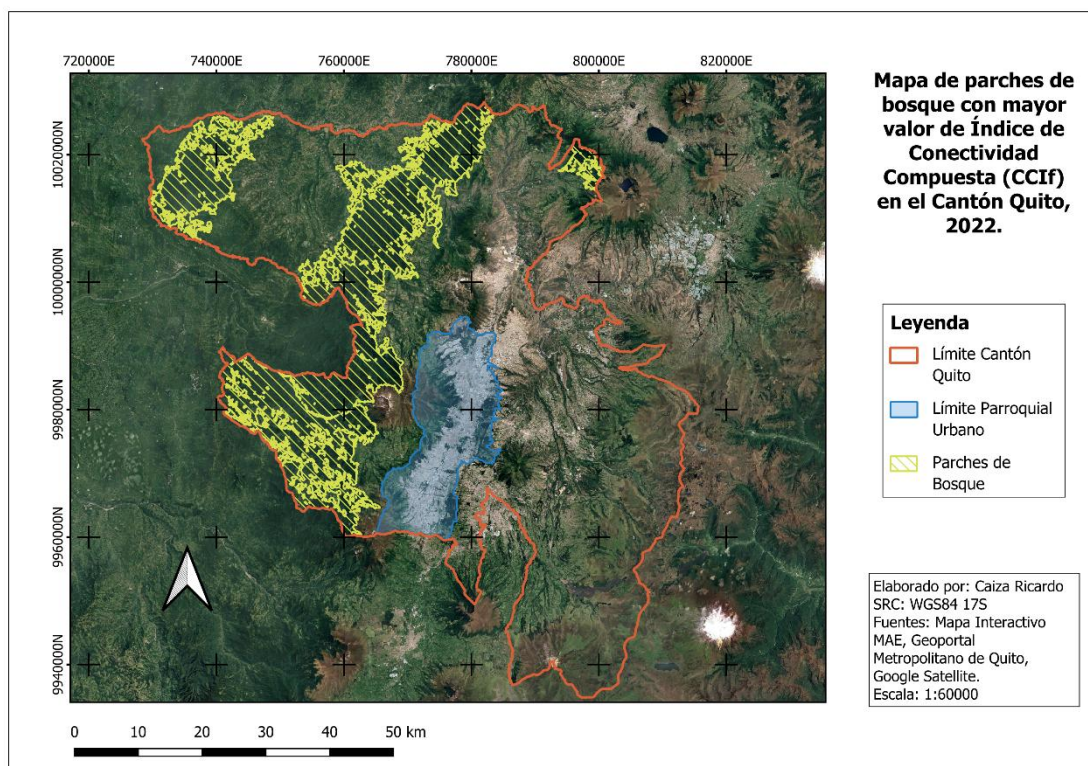 720000E 740000E 760000E 780000E 800000E 820000E
10020000N
10000000N
9980000N
9960000N
9940000N
0 10 20 30 40 50 km
Mapa de parches de
bosque con mayor
valor de Índice de
Conectividad
Compuesta (CCIf)
en el Cantón Quito,
2022.
Leyenda
Límite Cantón
Quito
Límite Parroquial
Urbano
Parches de
Bosque
Elaborado por: Caiza Ricardo
SRC: WGS84 17S
Fuentes: Mapa Interactivo
MAE, Geoportal
Metropolitano de Quito,
Google Satellite.
Escala: 1:60000